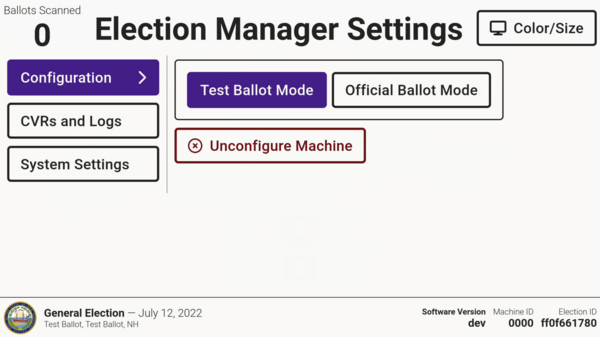 Ballots Scanned
0
Election Manager Settings
Color/Size
Configuration
CVRs and Logs
System Settings
Test Ballot Mode
Official Ballot Mode
Unconfigure Machine
General Election — July 12, 2022
Test Ballot, Test Ballot, NH
Software Version
dev
Machine ID
0000
Election ID
ff0f661780